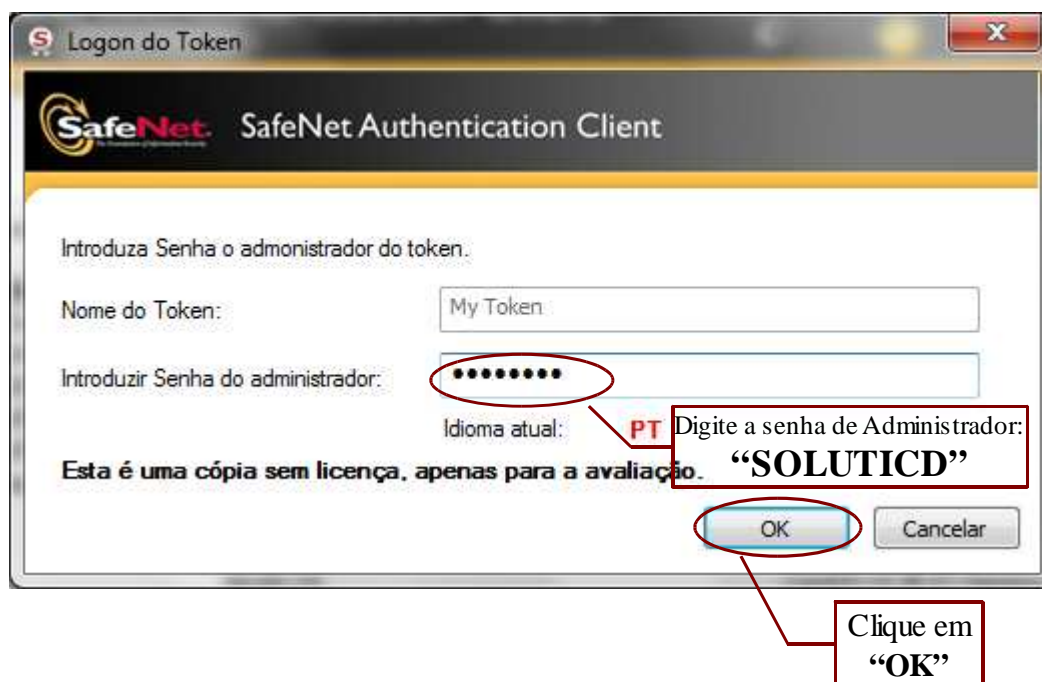 Logon do Token
SafeNet. SafeNet Authentication Client
Introduza Senha o admonistrador do token.
Nome do Token: My Token
Introduzir Senha do administrador: ••••••••
Idioma atual: PT
Digite a senha de Administrador:
“SOLUTICD”
Esta é uma cópia sem licença, apenas para a avaliação.
OK Cancelar
Clique em
“OK”